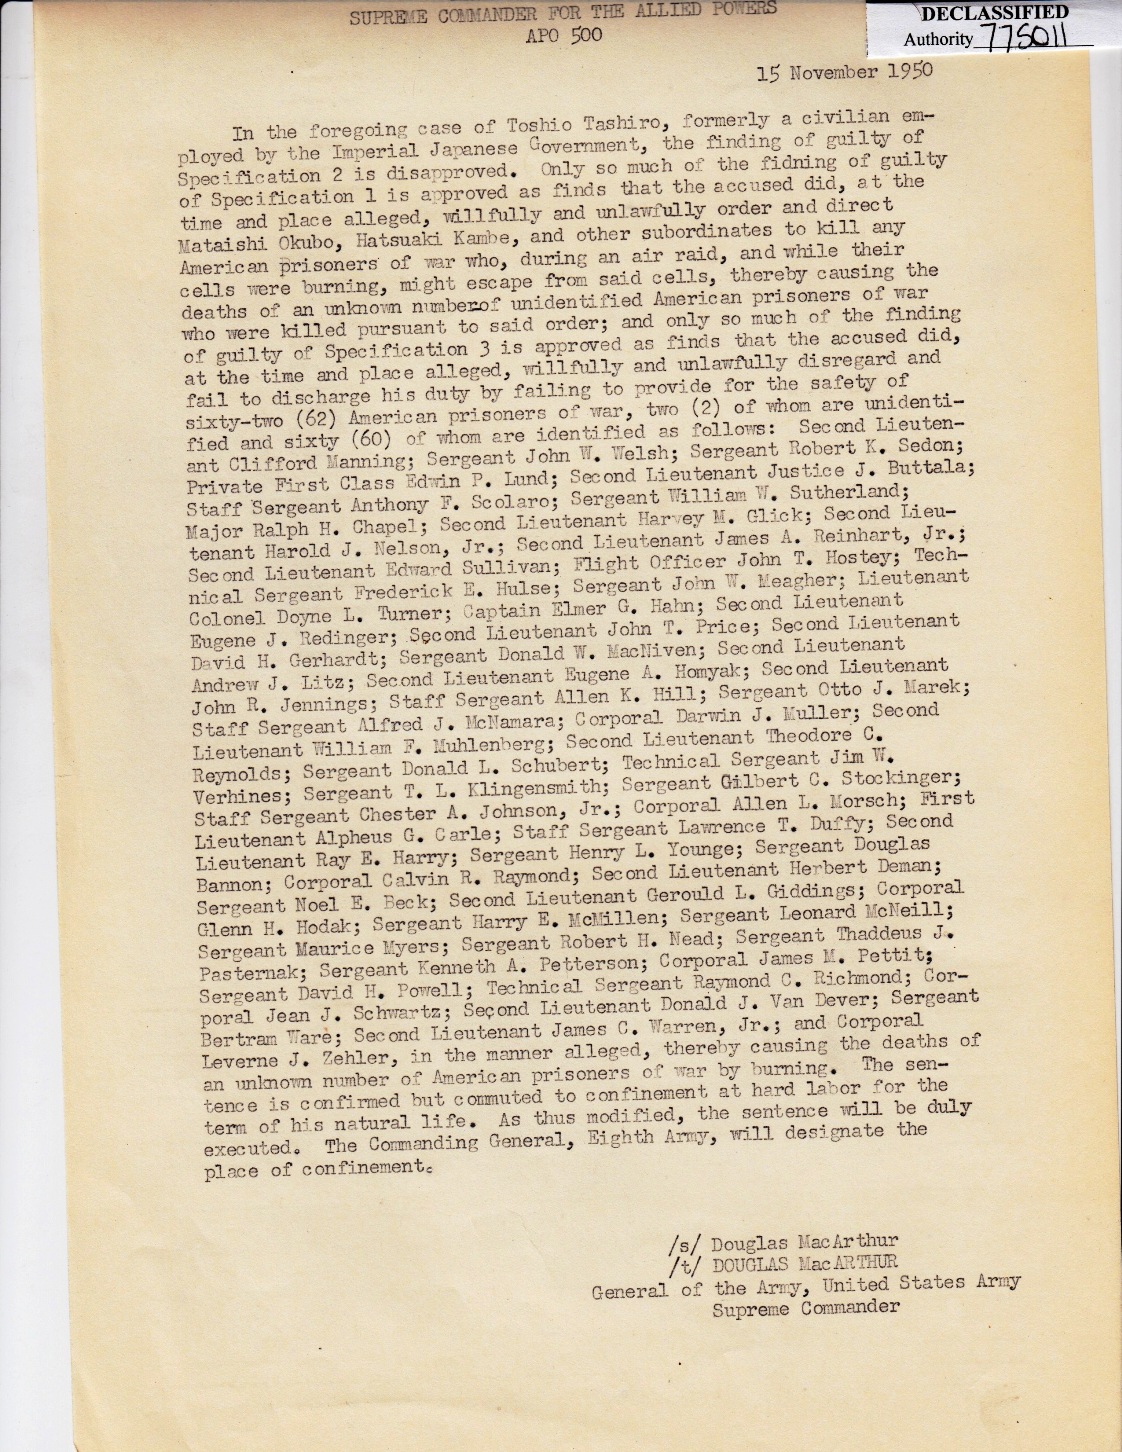 SUPREME COMMANDER FOR THE ALLIED POWERS
APO 500
DECLASSIFIED
Authority 775011
15 November 1950
In the foregoing case of Toshio Tashiro, formerly a civilian em-
ployed by the Imperial Japanese Government, the finding of guilty of
Specification 2 is disapproved. Only so much of the fidning of guilty
of Specification 1 is approved as finds that the accused did, at the
time and place alleged, willfully and unlawfully order and direct
Mataishi Okubo, Hatsuaki Kambe, and other subordinates to kill any
American prisoners of war who, during an air raid, and while their
cells were burning, might escape from said cells, thereby causing the
deaths of an unknown numberof unidentified American prisoners of war
who were killed pursuant to said order; and only so much of the finding
of guilty of Specification 3 is approved as finds that the accused did,
at the time and place alleged, willfully and unlawfully disregard and
fail to discharge his duty by failing to provide for the safety of
sixty-two (62) American prisoners of war, two (2) of whom are unidenti-
fied and sixty (60) of whom are identified as follows: Second Lieuten-
ant Clifford Manning; Sergeant John W. Welsh; Sergeant Robert K. Sedon;
Private First Class Edwin P. Lund; Second Lieutenant Justice J. Buttala;
Staff Sergeant Anthony F. Scolaro; Sergeant William W. Sutherland;
Major Ralph H. Chapel; Second Lieutenant Harvey M. Glick; Second Lieu-
tenant Harold J. Nelson, Jr.; Second Lieutenant James A. Reinhart, Jr.;
Second Lieutenant Edward Sullivan; Flight Officer John T. Hostey; Tech-
nical Sergeant Frederick E. Hulse; Sergeant John W. Meagher; Lieutenant
Colonel Doyne L. Turner; Captain Elmer G. Hahn; Second Lieutenant
Eugene J. Redinger; Second Lieutenant John T. Price; Second Lieutenant
David H. Gerhardt; Sergeant Donald W. MacNiven; Second Lieutenant
Andrew J. Litz; Second Lieutenant Eugene A. Homyak; Second Lieutenant
John R. Jennings; Staff Sergeant Allen K. Hill; Sergeant Otto J. Marek;
Staff Sergeant Alfred J. McNamara; Corporal Darwin J. Muller; Second
Lieutenant William F. Muhlenberg; Second Lieutenant Theodore C.
Reynolds; Sergeant Donald L. Schubert; Technical Sergeant Jim W.
Verhines; Sergeant T. L. Klingensmith; Sergeant Gilbert C. Stockinger;
Staff Sergeant Chester A. Johnson, Jr.; Corporal Allen L. Morsch; First
Lieutenant Alpheus G. Carle; Staff Sergeant Lawrence T. Duffy; Second
Lieutenant Ray E. Harry; Sergeant Henry L. Younge; Sergeant Douglas
Bannon; Corporal Calvin R. Raymond; Second Lieutenant Herbert Deman;
Sergeant Noel E. Beck; Second Lieutenant Gerould L. Giddings; Corporal
Glenn H. Hodak; Sergeant Harry E. McMillen; Sergeant Leonard McNeill;
Sergeant Maurice Myers; Sergeant Robert H. Nead; Sergeant Thaddeus J.
Pasternak; Sergeant Kenneth A. Petterson; Corporal James M. Pettit;
Sergeant David H. Powell; Technical Sergeant Raymond C. Richmond; Cor-
poral Jean J. Schwartz; Second Lieutenant Donald J. Van Dever; Sergeant
Bertram Ware; Second Lieutenant James C. Warren, Jr.; and Corporal
Leverne J. Zehler, in the manner alleged, thereby causing the deaths of
an unknown number of American prisoners of war by burning. The sen-
tence is confirmed but commuted to confinement at hard labor for the
term of his natural life. As thus modified, the sentence will be duly
executed. The Commanding General, Eighth Army, will designate the
place of confinement.
/s/ Douglas MacArthur
/t/ DOUGLAS MacARTHUR
General of the Army, United States Army
Supreme Commander